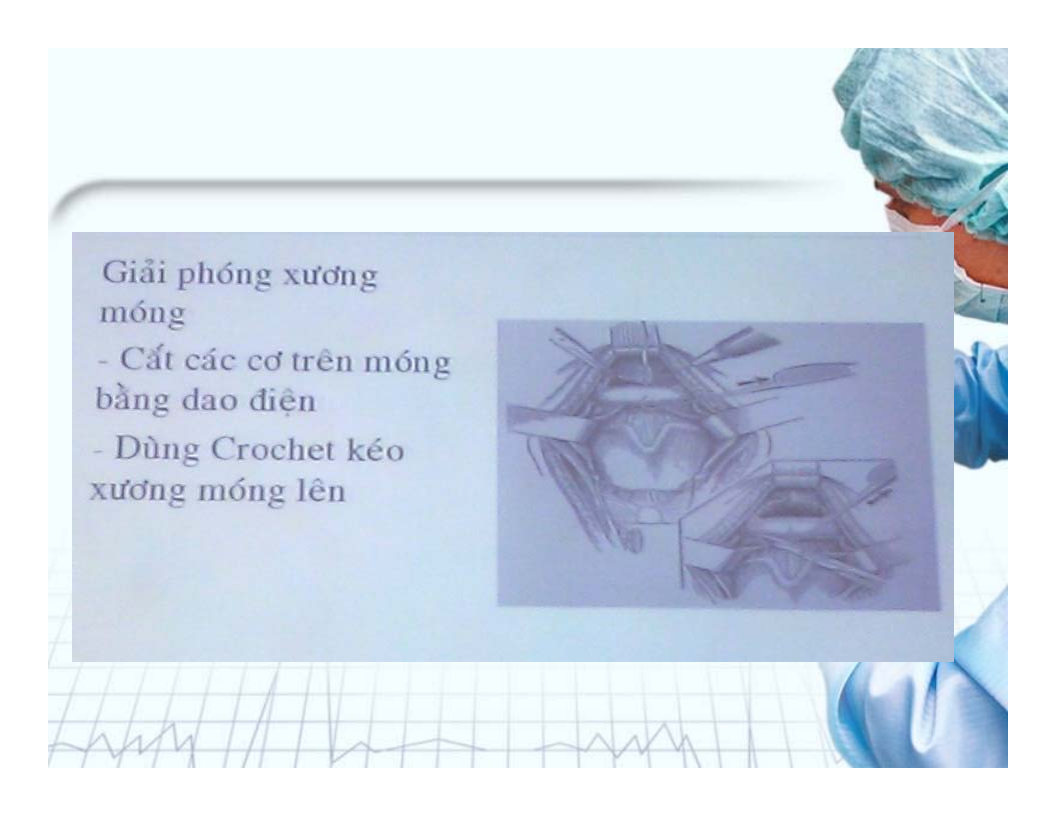 Giải phóng xương
móng
- Cắt các cơ trên móng
bằng dao điện
- Dùng Crochet kéo
xương móng lên